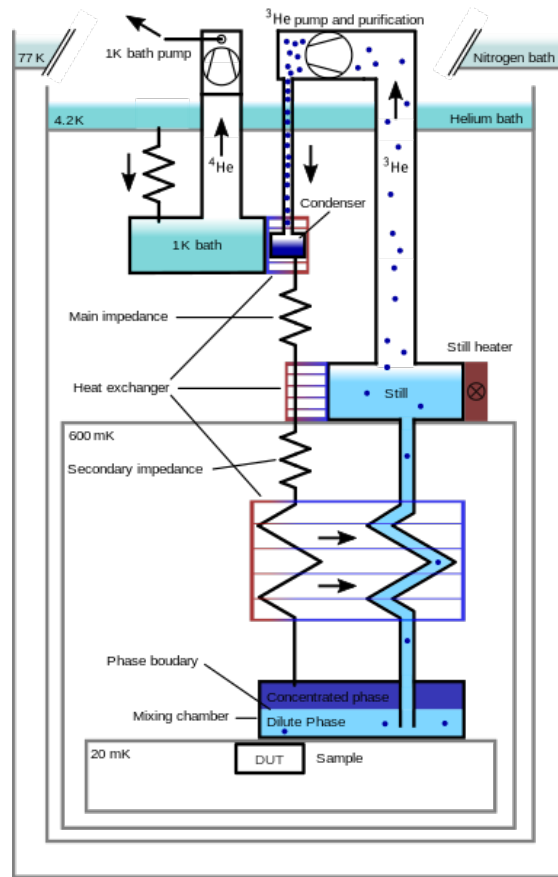 ³He pump and purification
77 K
1K bath pump
Nitrogen bath
4.2K
Helium bath
⁴He
³He
Condenser
1K bath
Main impedance
Still heater
Heat exchanger
Still
600 mK
Secondary impedance
Phase boudary
Concentrated phase
Mixing chamber
Dilute Phase
20 mK
DUT
Sample